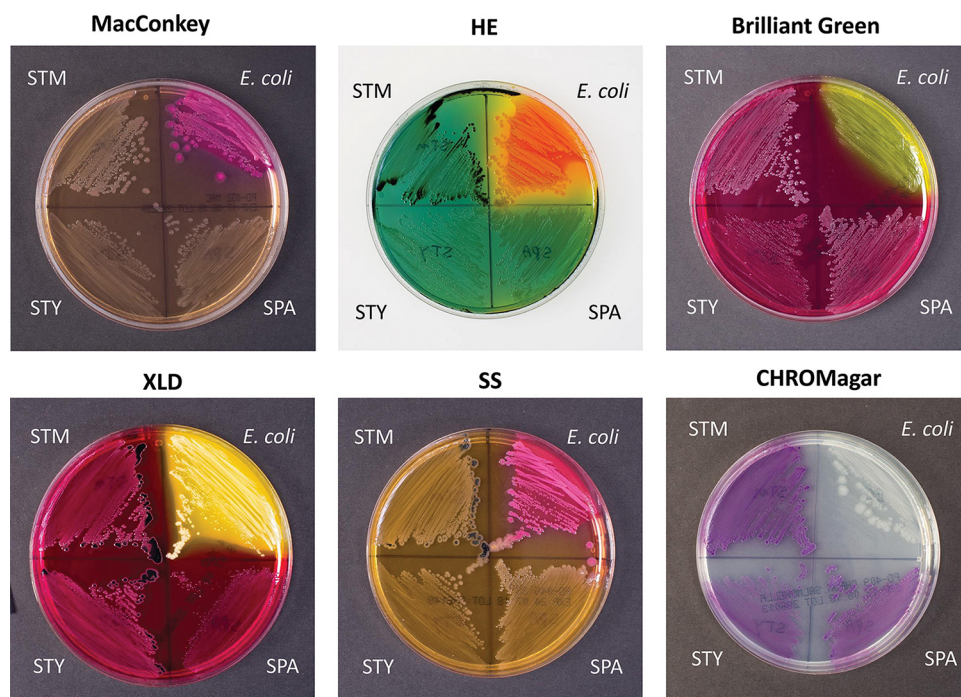 MacConkey
STM
E. coli
STY
SPA
HE
STM
E. coli
STY
SPA
Brilliant Green
STM
E. coli
STY
SPA
XLD
STM
E. coli
STY
SPA
SS
STM
E. coli
STY
SPA
CHROMagar
STM
E. coli
STY
SPA